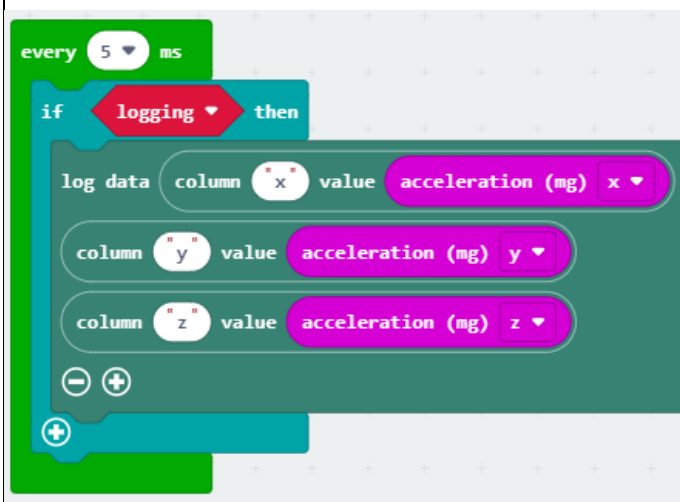 every 5 ms
if logging then
log data column "x" value acceleration (mg) x
column "y" value acceleration (mg) y
column "z" value acceleration (mg) z